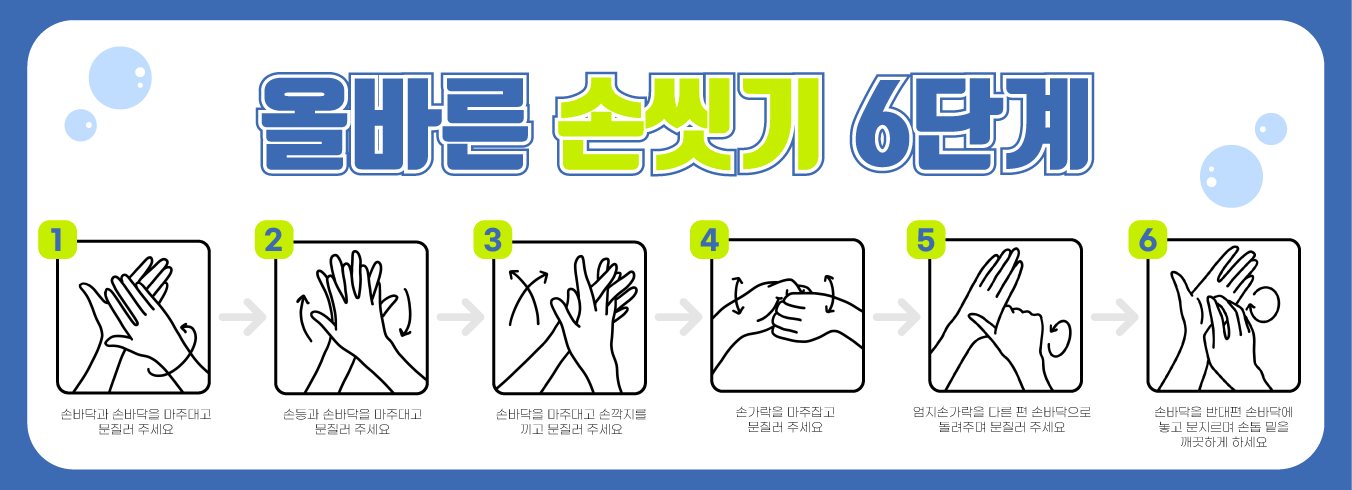 올바른 손씻기 6단계
1
2
3
4
5
6
손바닥과 손바닥을 마주대고
문질러 주세요
손등과 손바닥을 마주대고
문질러 주세요
손바닥을 마주대고 손깍지를
끼고 문질러 주세요
손가락을 마주잡고
문질러 주세요
엄지손가락을 다른 편 손바닥으로
돌려주며 문질러 주세요
손바닥을 반대편 손바닥에
놓고 문지르며 손톱 밑을
깨끗하게 하세요